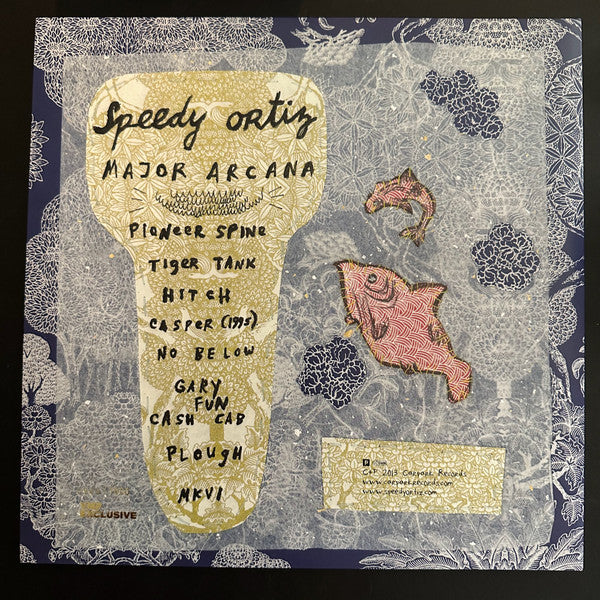 Speedy Ortiz
MAJOR ARCANA
Pioneer Spine
Tiger Tank
HITCH
CASPER (1995)
NO BELOW
GARY
FUN
CASH CAB
PLOUGH
MKVI
C+P 2013 Carpark Records
www.carparkrecords.com
www.speedyortiz.com
EXCLUSIVE